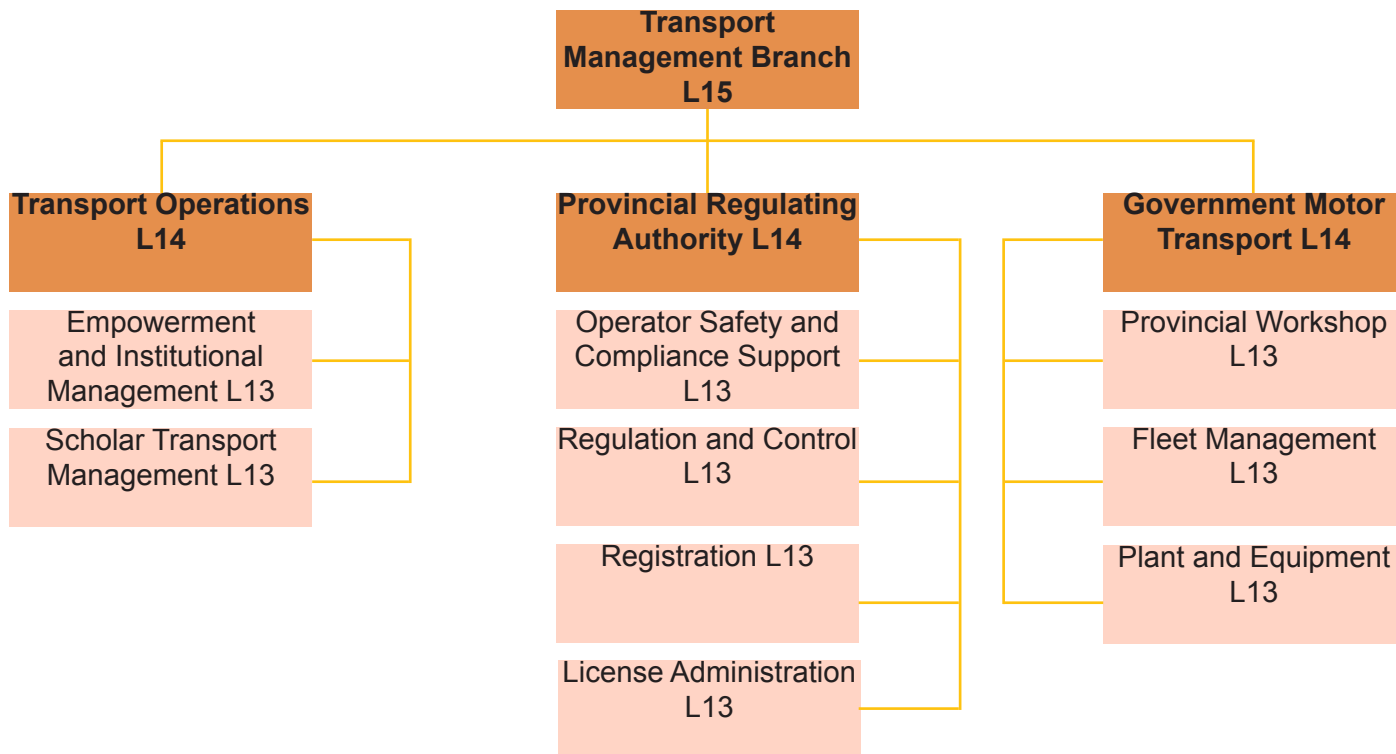 Transport
Management Branch
L15
Transport Operations
L14
Empowerment
and Institutional
Management L13
Scholar Transport
Management L13
Provincial Regulating
Authority L14
Operator Safety and
Compliance Support
L13
Regulation and Control
L13
Registration L13
License Administration
L13
Government Motor
Transport L14
Provincial Workshop
L13
Fleet Management
L13
Plant and Equipment
L13